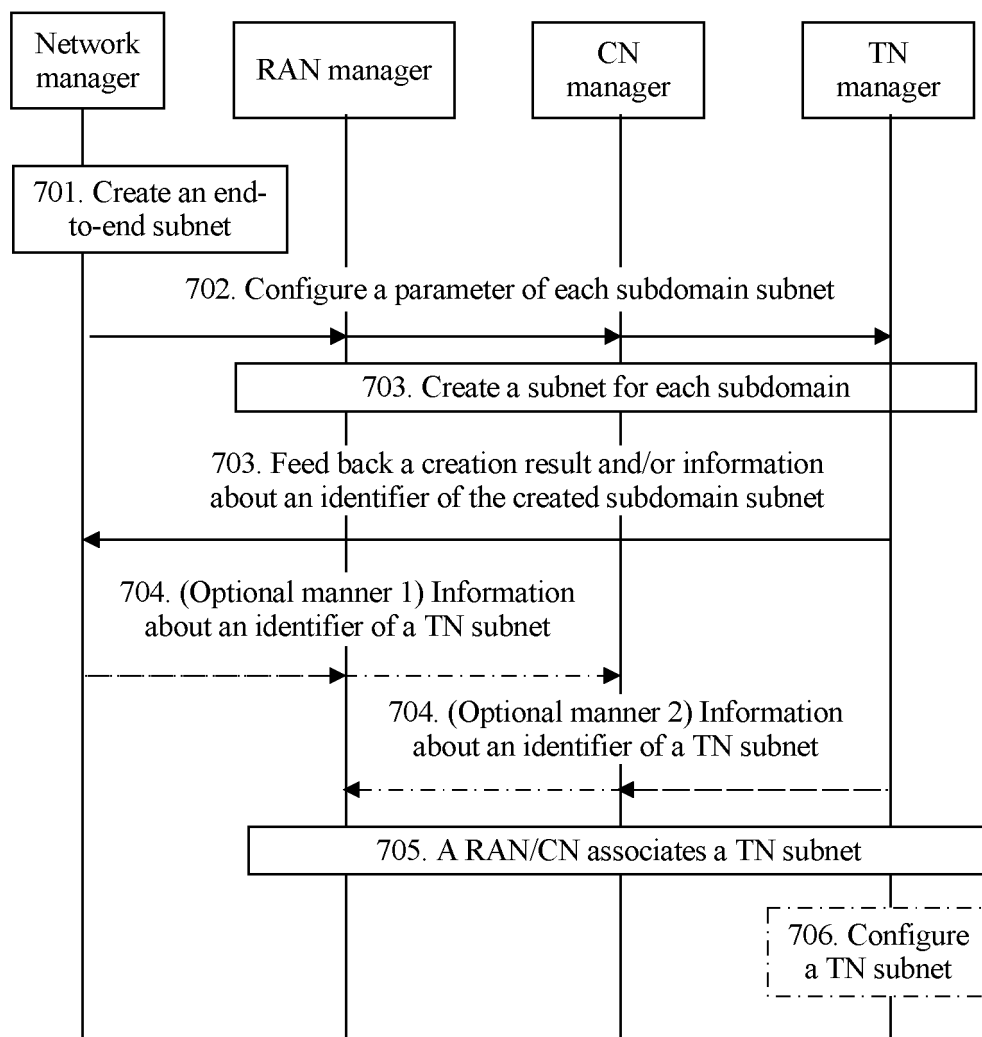 Network
manager
RAN manager
CN
manager
TN
manager
701. Create an end-
to-end subnet
702. Configure a parameter of each subdomain subnet
703. Create a subnet for each subdomain
703. Feed back a creation result and/or information
about an identifier of the created subdomain subnet
704. (Optional manner 1) Information
about an identifier of a TN subnet
704. (Optional manner 2) Information
about an identifier of a TN subnet
705. A RAN/CN associates a TN subnet
706. Configure
a TN subnet